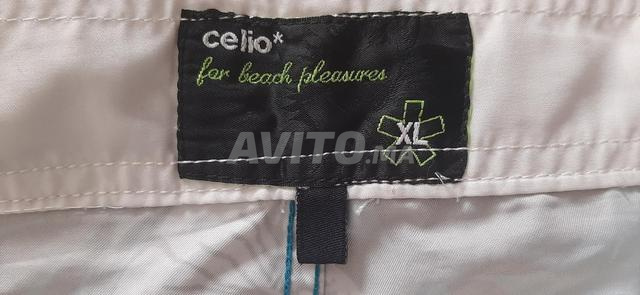 celio*
for beach pleasures
XL
AVITO.MA